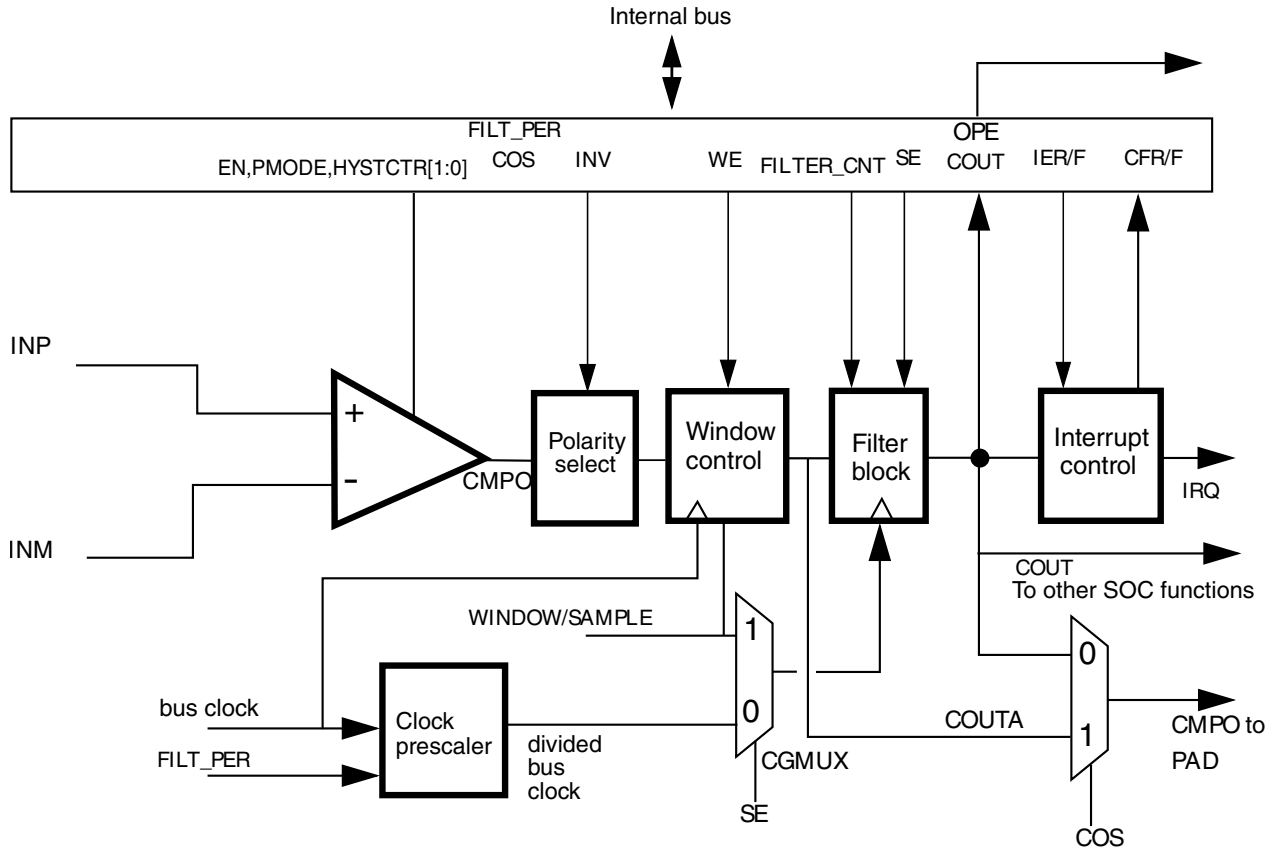 Internal bus
FILT_PER
OPE
EN,PMODE,HYSTCTR[1:0]
COS
INV
WE
FILTER_CNT
SE
COUT
IER/F
CFR/F
INP
+
-
INM
CMPO
Polarity
select
Window
control
Filter
block
Interrupt
control
IRQ
COUT
To other SOC functions
WINDOW/SAMPLE
1
0
CGMUX
SE
bus clock
FILT_PER
Clock
prescaler
divided
bus
clock
COUTA
0
1
CMPO to
PAD
COS